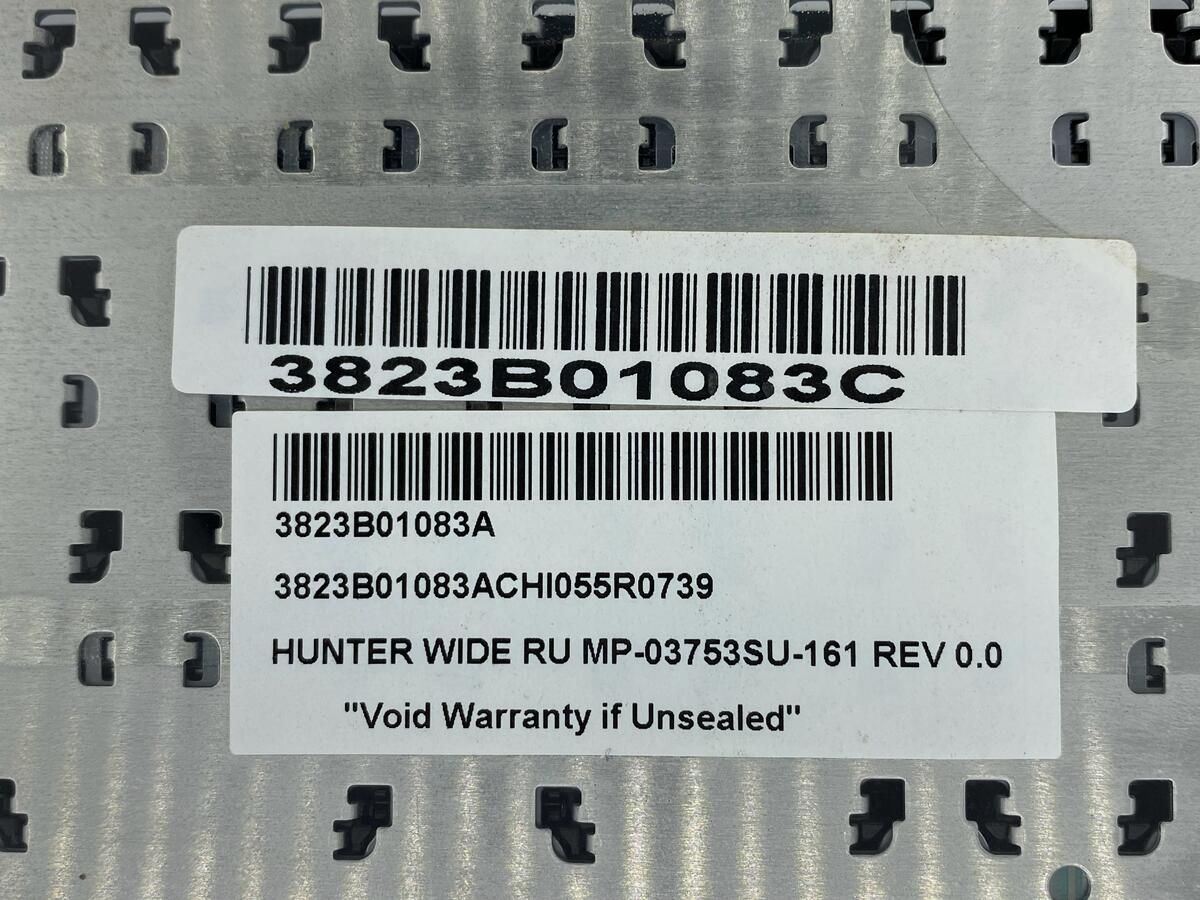 3823B01083C
3823B01083A
3823B01083ACHI055R0739
HUNTER WIDE RU MP-03753SU-161 REV 0.0
"Void Warranty if Unsealed"